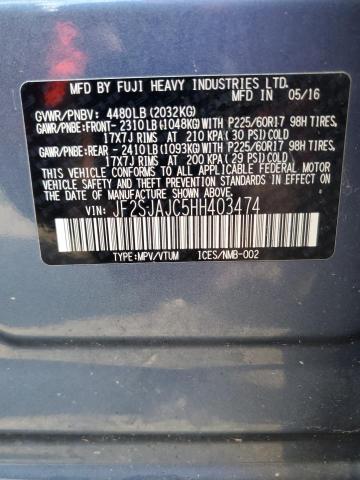 MFD BY FUJI HEAVY INDUSTRIES LTD.
MFD IN 05/16
GVWR/PNBV: 4480LB(2032KG)
GAWR/PNBE:FRONT-2310LB(1048KG)WITH P225/60R17 98H TIRES,
17X7J RIMS AT 210 KPA(30 PSI)COLD
GAWR/PNBE:REAR -2410LB(1093KG)WITH P225/60R17 98H TIRES,
17X7J RIMS AT 200 KPA(29 PSI)COLD
THIS VEHICLE CONFORMS TO ALL APPLICABLE FEDERAL MOTOR
VEHICLE SAFETY STANDARDS IN EFFECT ON
THE DATE OF MANUFACTURE SHOWN ABOVE.
VIN: JF2SJAJC5HH403474
TYPE:MPV/VTUM ICES/NMB-002